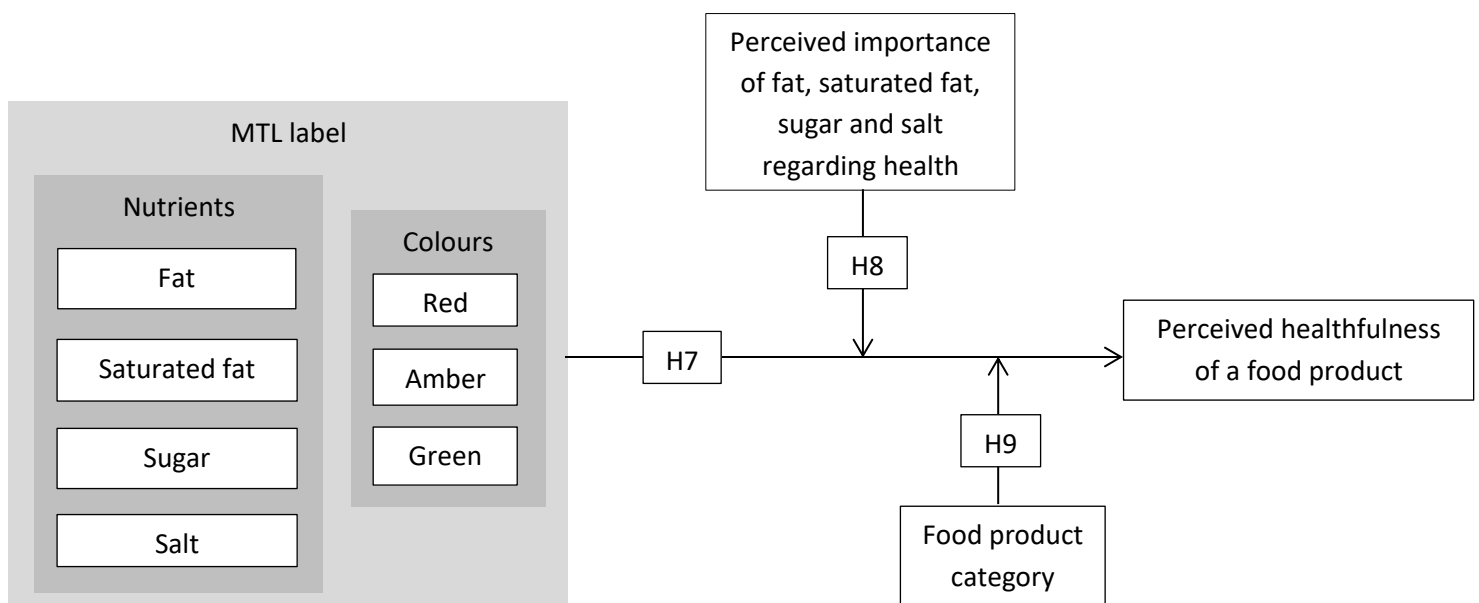 MTL label
Nutrients
Fat
Saturated fat
Sugar
Salt
Colours
Red
Amber
Green
H7
Perceived importance
of fat, saturated fat,
sugar and salt
regarding health
H8
H9
Food product
category
Perceived healthfulness
of a food product